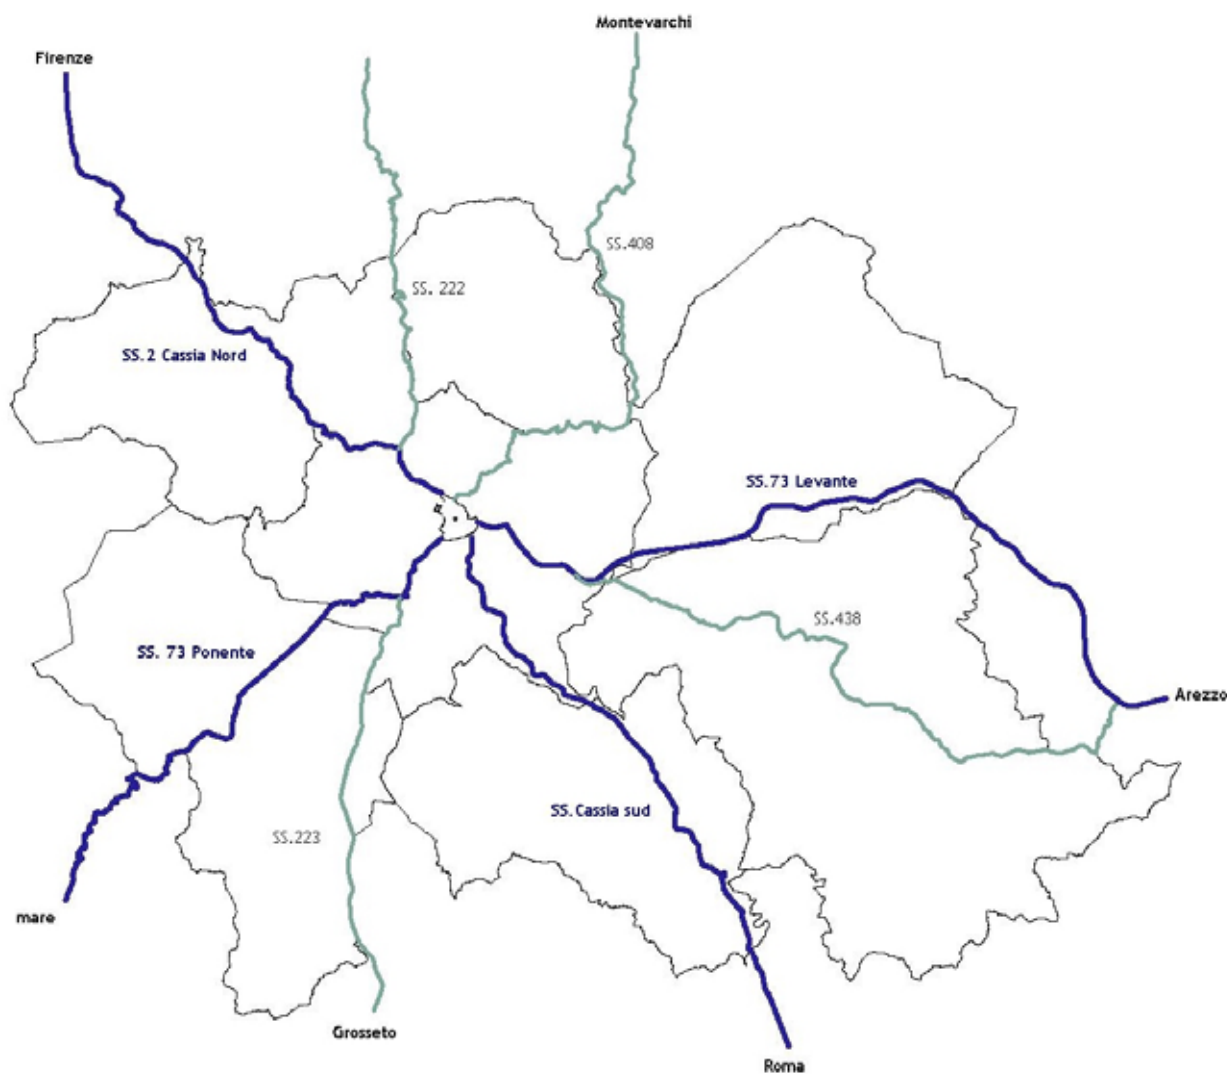 Montevarchi
Firenze
SS.408
SS. 222
SS.2 Cassia Nord
SS.73 Levante
SS.438
SS. 73 Ponente
Arezzo
SS.Cassia sud
SS.223
mare
Grosseto
Roma